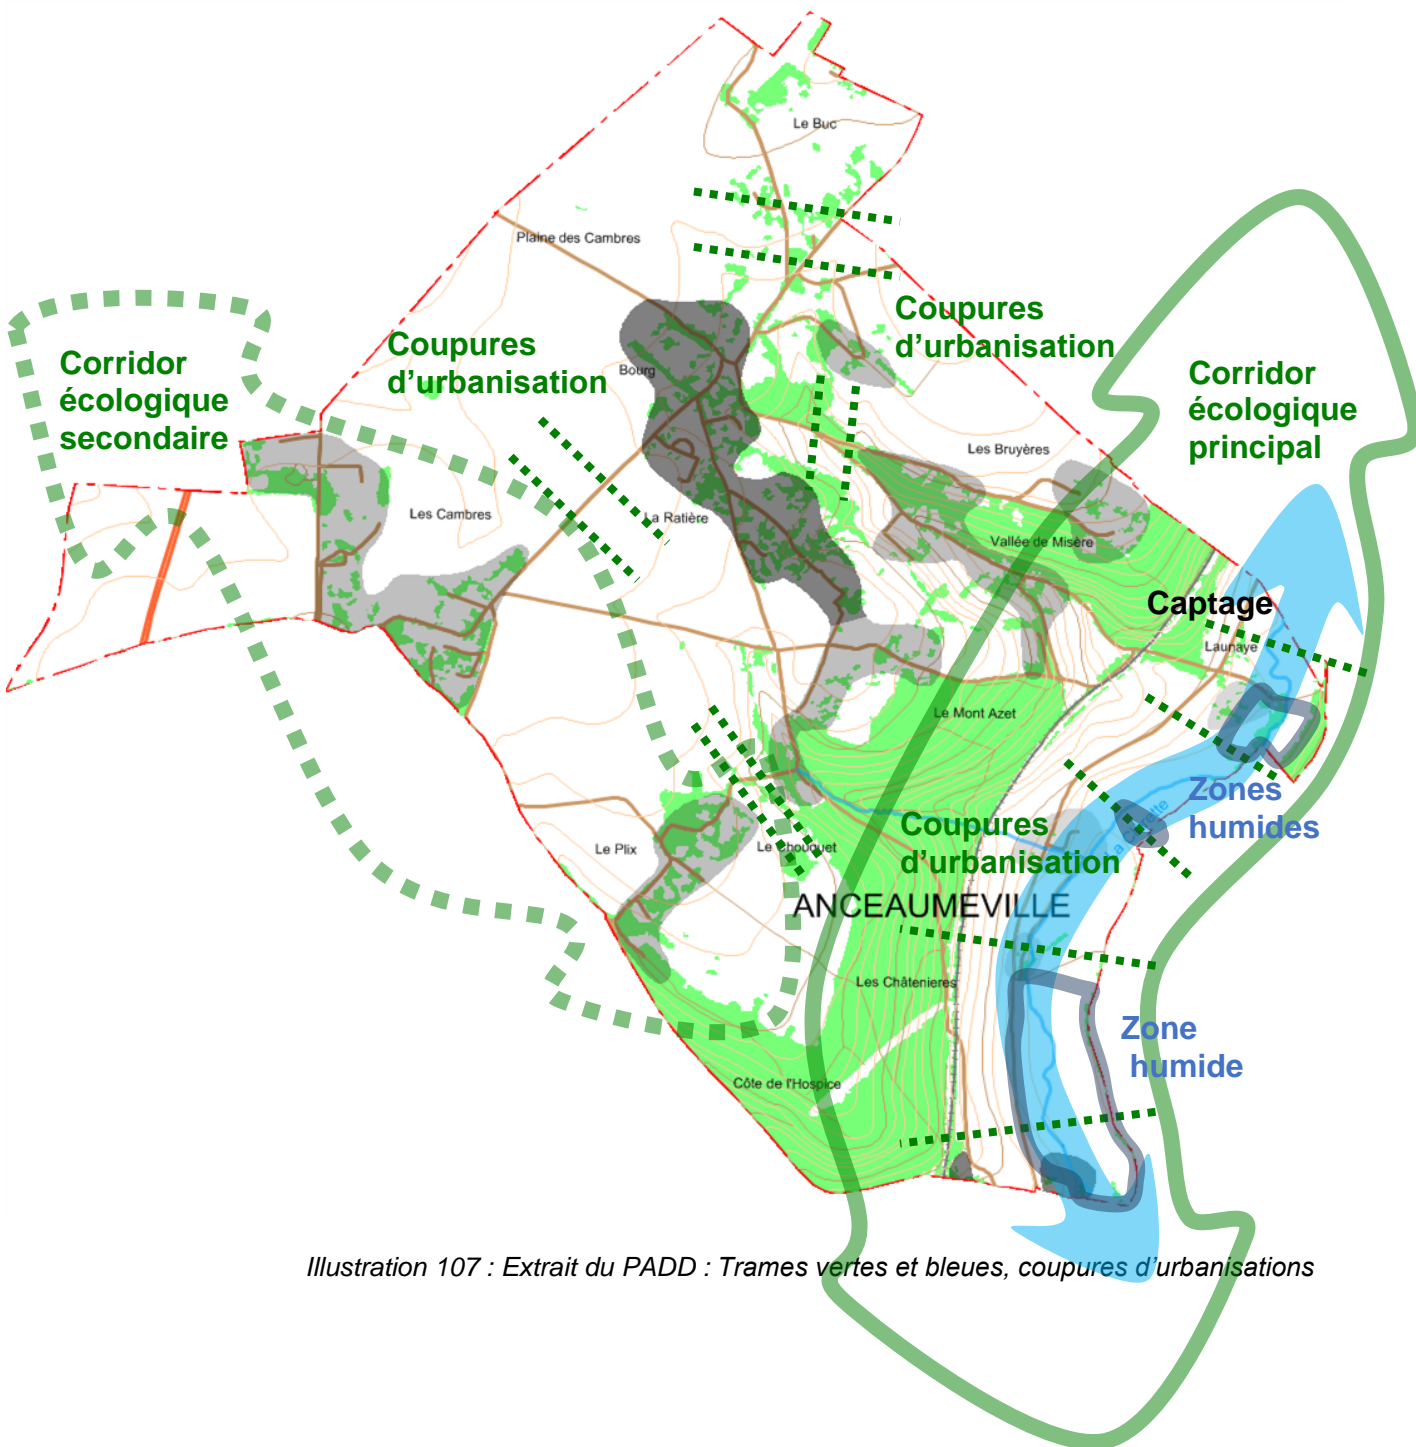 Le Buc
Plaine des Cambres
Coupures
d'urbanisation
Coupures
d'urbanisation
Corridor
écologique
secondaire
Bourg
Corridor
écologique
principal
Les Bruyères
Les Cambres
La Ratière
Vallée de Misère
Captage
Launaye
Le Mont Azet
Zones
humides
La Clérette
Coupures
d'urbanisation
Le Plix
Le Chouquet
ANCEAUMEVILLE
Les Châtenieres
Zone
humide
Côte de l'Hospice
Illustration 107 : Extrait du PADD : Trames vertes et bleues, coupures d'urbanisations